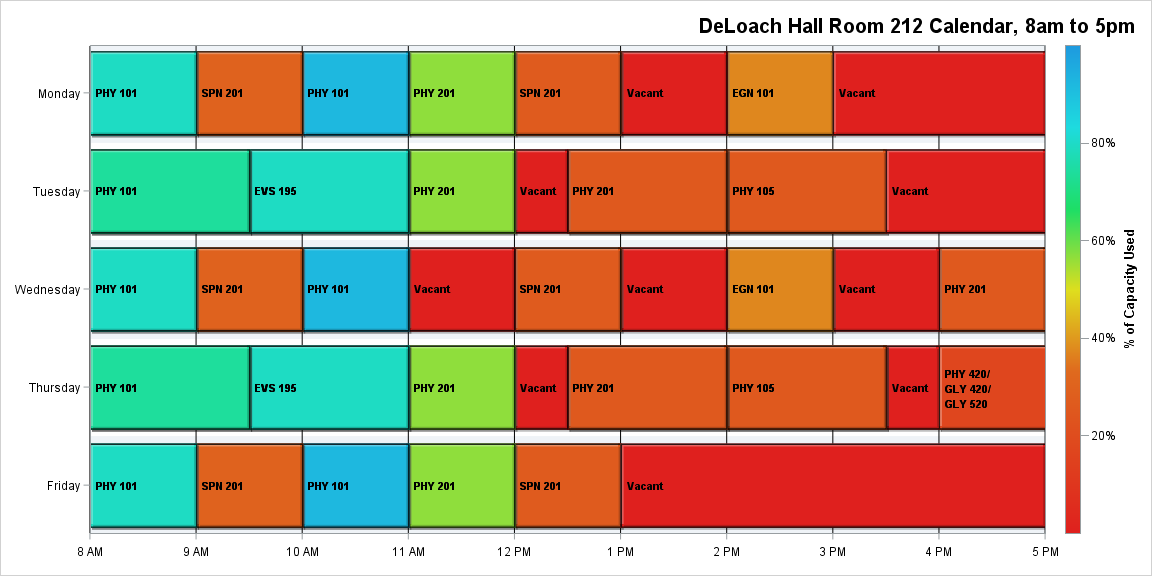 DeLoach Hall Room 212 Calendar, 8am to 5pm
Monday
PHY 101
SPN 201
PHY 101
PHY 201
SPN 201
Vacant
EGN 101
Vacant
Tuesday
PHY 101
EVS 195
PHY 201
Vacant
PHY 201
PHY 105
Vacant
Wednesday
PHY 101
SPN 201
PHY 101
Vacant
SPN 201
Vacant
EGN 101
Vacant
PHY 201
Thursday
PHY 101
EVS 195
PHY 201
Vacant
PHY 201
PHY 105
Vacant
PHY 420/
GLY 420/
GLY 520
Friday
PHY 101
SPN 201
PHY 101
PHY 201
SPN 201
Vacant
8 AM
9 AM
10 AM
11 AM
12 PM
1 PM
2 PM
3 PM
4 PM
5 PM
80%
60%
40%
20%
% of Capacity Used